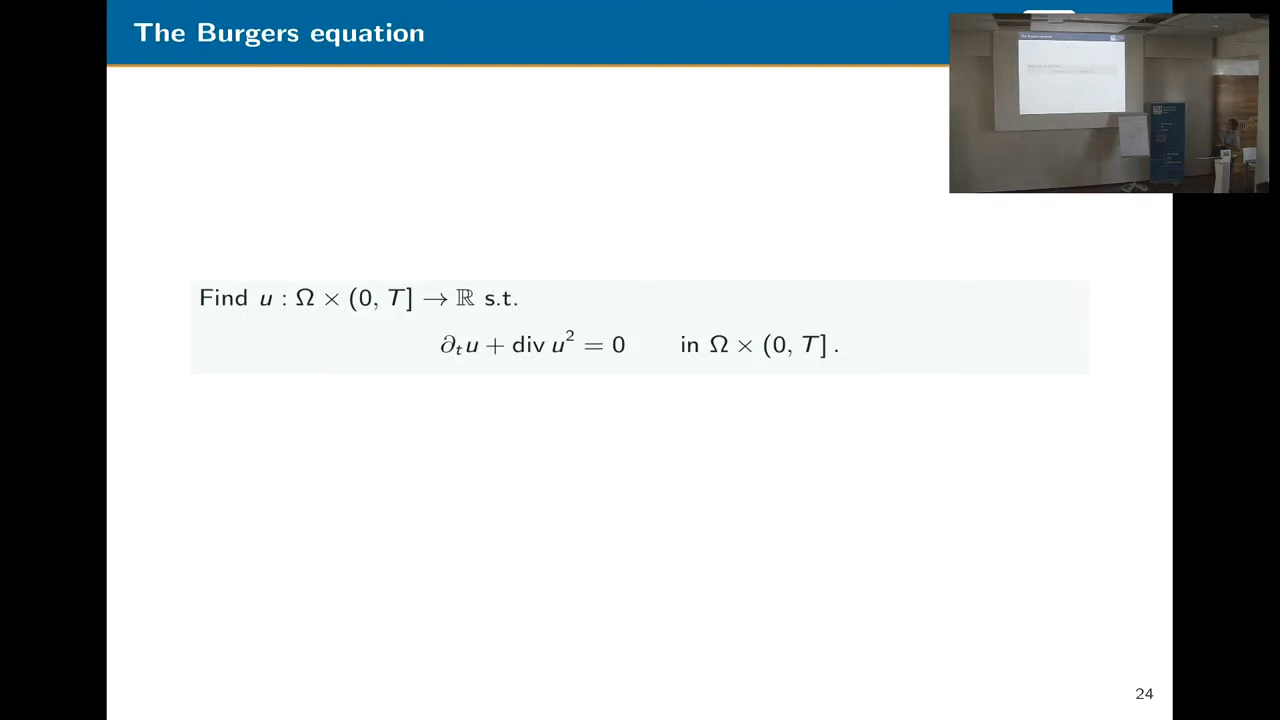 The Burgers equation
Find u : Ω × (0, T] → ℝ s.t.
∂ₜu + div u² = 0 in Ω × (0, T] .
24